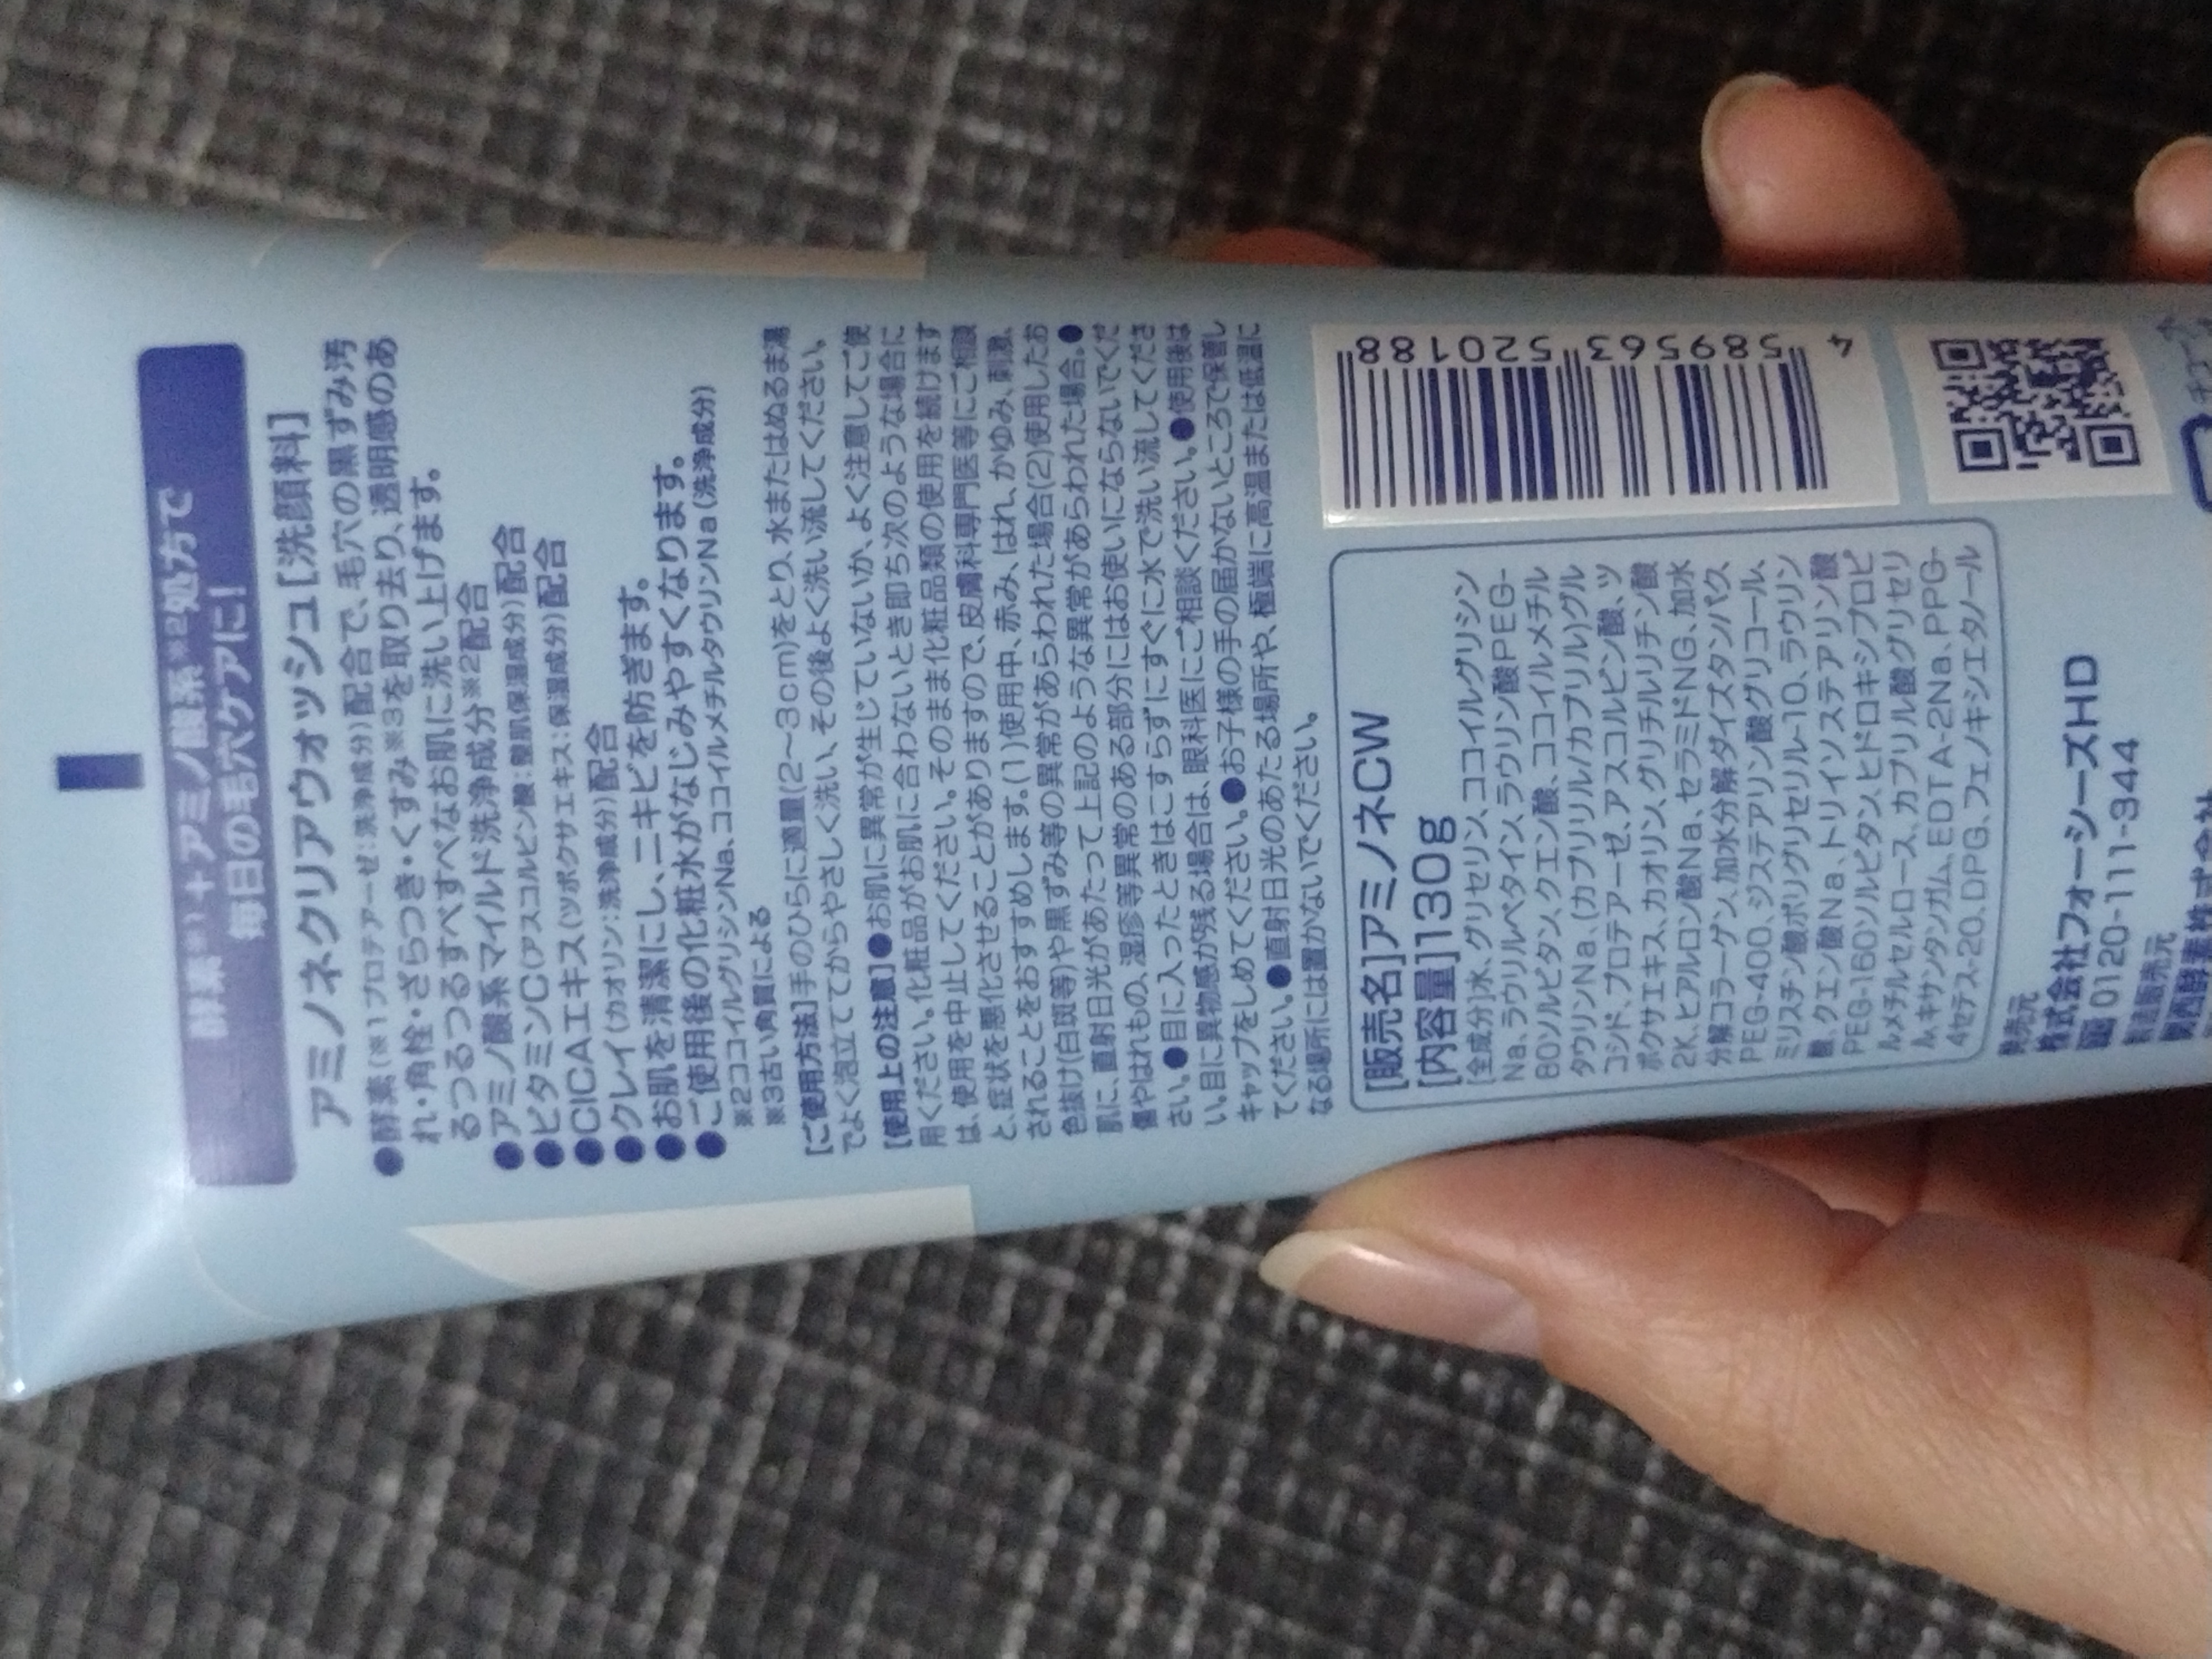 酵素※1+アミノ酸系※2処方で
毎日の毛穴ケアに!
アミノネクリアウォッシュ[洗顔料]
●酵素(※1プロテアーゼ:洗浄成分)配合で、毛穴の黒ずみ汚
れ・角栓・ざらつき・くすみ※3を取り去り、透明感のあ
るつるつるすべすべなお肌に洗い上げます。
●アミノ酸系マイルド洗浄成分※2配合
●ビタミンC(アスコルビン酸:整肌保湿成分)配合
●CICAエキス(ツボクサエキス:保湿成分)配合
●クレイ(カオリン:洗浄成分)配合
●お肌を清潔にし、ニキビを防ぎます。
●ご使用後の化粧水がなじみやすくなります。
※2ココイルグリシンNa、ココイルメチルタウリンNa(洗浄成分)
※3古い角質による
[ご使用方法]手のひらに適量(2〜3cm)をとり、水またはぬるま湯
でよく泡立ててからやさしく洗い、その後よく洗い流してください。
[使用上の注意]●お肌に異常が生じていないか、よく注意してご使
用ください。化粧品がお肌に合わないとき即ち次のような場合に
は、使用を中止してください。そのまま化粧品類の使用を続けます
と、症状を悪化させることがありますので、皮膚科専門医等にご相談
されることをおすすめします。(1)使用中、赤み、はれ、かゆみ、刺激、
色抜け(白斑等)や黒ずみ等の異常があらわれた場合(2)使用したお
肌に、直射日光があたって上記のような異常があらわれた場合。●
傷やはれもの、湿疹等異常のある部分にはお使いにならないでくだ
さい。●目に入ったときはこすらずにすぐに水で洗い流してくださ
い。目に異物感が残る場合は、眼科医にご相談ください。●使用後は
キャップをしめてください。●お子様の手の届かないところで保管し
てください。●直射日光のあたる場所や、極端に高温または低温に
なる場所には置かないでください。
[販売名]アミノネCW
[内容量]130g
[全成分]水、グリセリン、ココイルグリシン
Na、ラウリルベタイン、ラウリン酸PEG-
80ソルビタン、クエン酸、ココイルメチル
タウリンNa、(カプリリル/カプリル)グル
コシド、プロテアーゼ、アスコルビン酸、ツ
ボクサエキス、カオリン、グリチルリチン酸
2K、ヒアルロン酸Na、セラミドNG、加水
分解コラーゲン、加水分解ダイズタンパク、
PEG-400、ジステアリン酸グリコール、
ミリスチン酸ポリグリセリル-10、ラウリン
酸、クエン酸Na、トリイソステアリン酸
PEG-160ソルビタン、ヒドロキシプロピ
ルメチルセルロース、カプリル酸グリセリ
ル、キサンタンガム、EDTA-2Na、PPG-
4セテス-20、DPG、フェノキシエタノール
4 589563 520188
発売元
株式会社フォーシーズHD
0120-1111-344
製造販売元
関西酵素株式会社